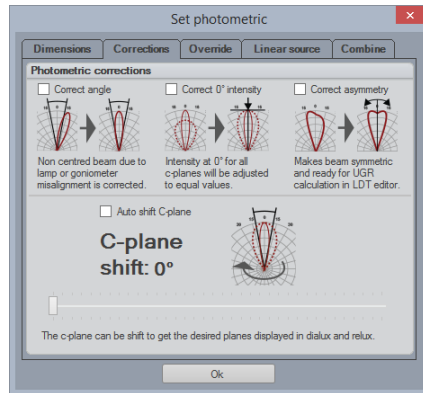 Set photometric
Dimensions Corrections Override Linear source Combine
Photometric corrections
Correct angle Correct 0° intensity Correct asymmetry
Non centred beam due to lamp or goniometer misalignment is corrected.
Intensity at 0° for all c-planes will be adjusted to equal values.
Makes beam symmetric and ready for UGR calculation in LDT editor.
Auto shift C-plane
C-plane
shift: 0°
The c-plane can be shift to get the desired planes displayed in dialux and relux.
Ok